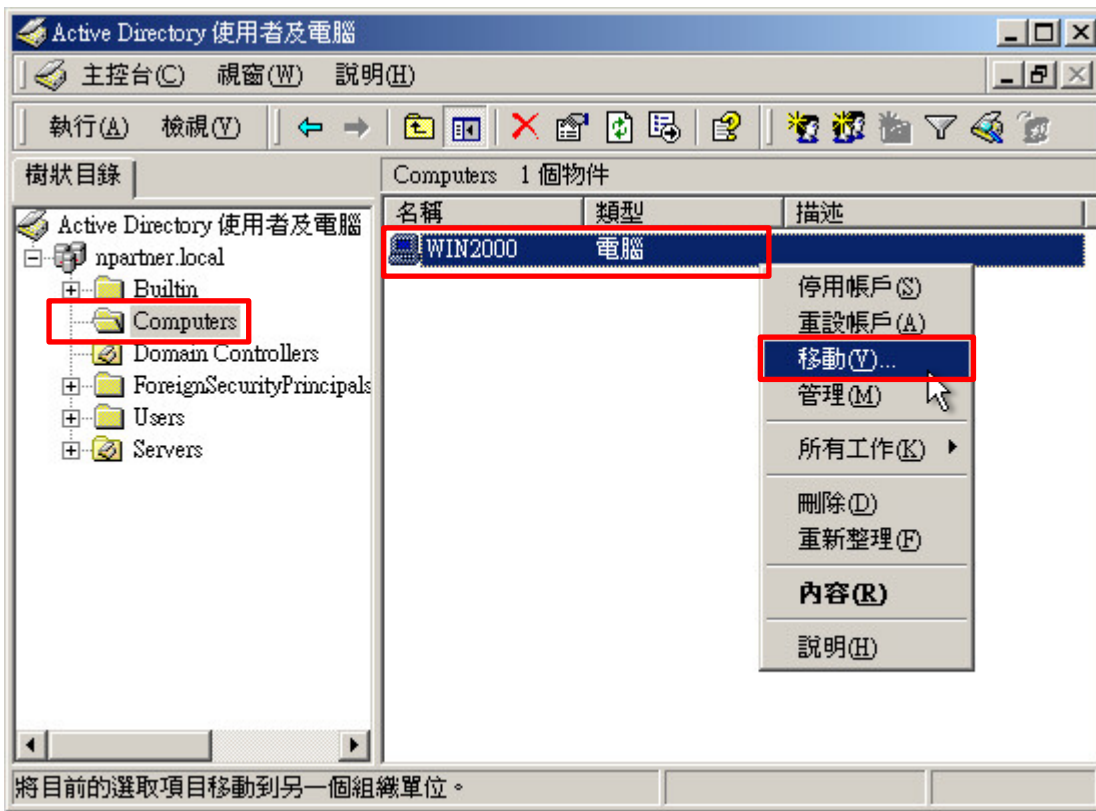 Active Directory 使用者及電腦
主控台(C) 視窗(W) 說明(H)
執行(A) 檢視(V)
樹狀目錄
Computers 1 個物件
Active Directory 使用者及電腦
npartner.local
Builtin
Computers
Domain Controllers
ForeignSecurityPrincipals
Users
Servers
名稱 類型 描述
WIN2000 電腦
停用帳戶(S)
重設帳戶(A)
移動(V)...
管理(M)
所有工作(K)
刪除(D)
重新整理(F)
內容(R)
說明(H)
將目前的選取項目移動到另一個組織單位。